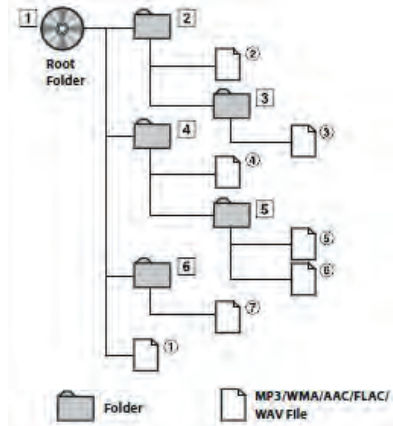 1
2
Root
Folder
②
3
③
4
④
5
⑤
⑥
6
⑦
①
Folder
MP3/WMA/AAC/FLAC/
WAV File